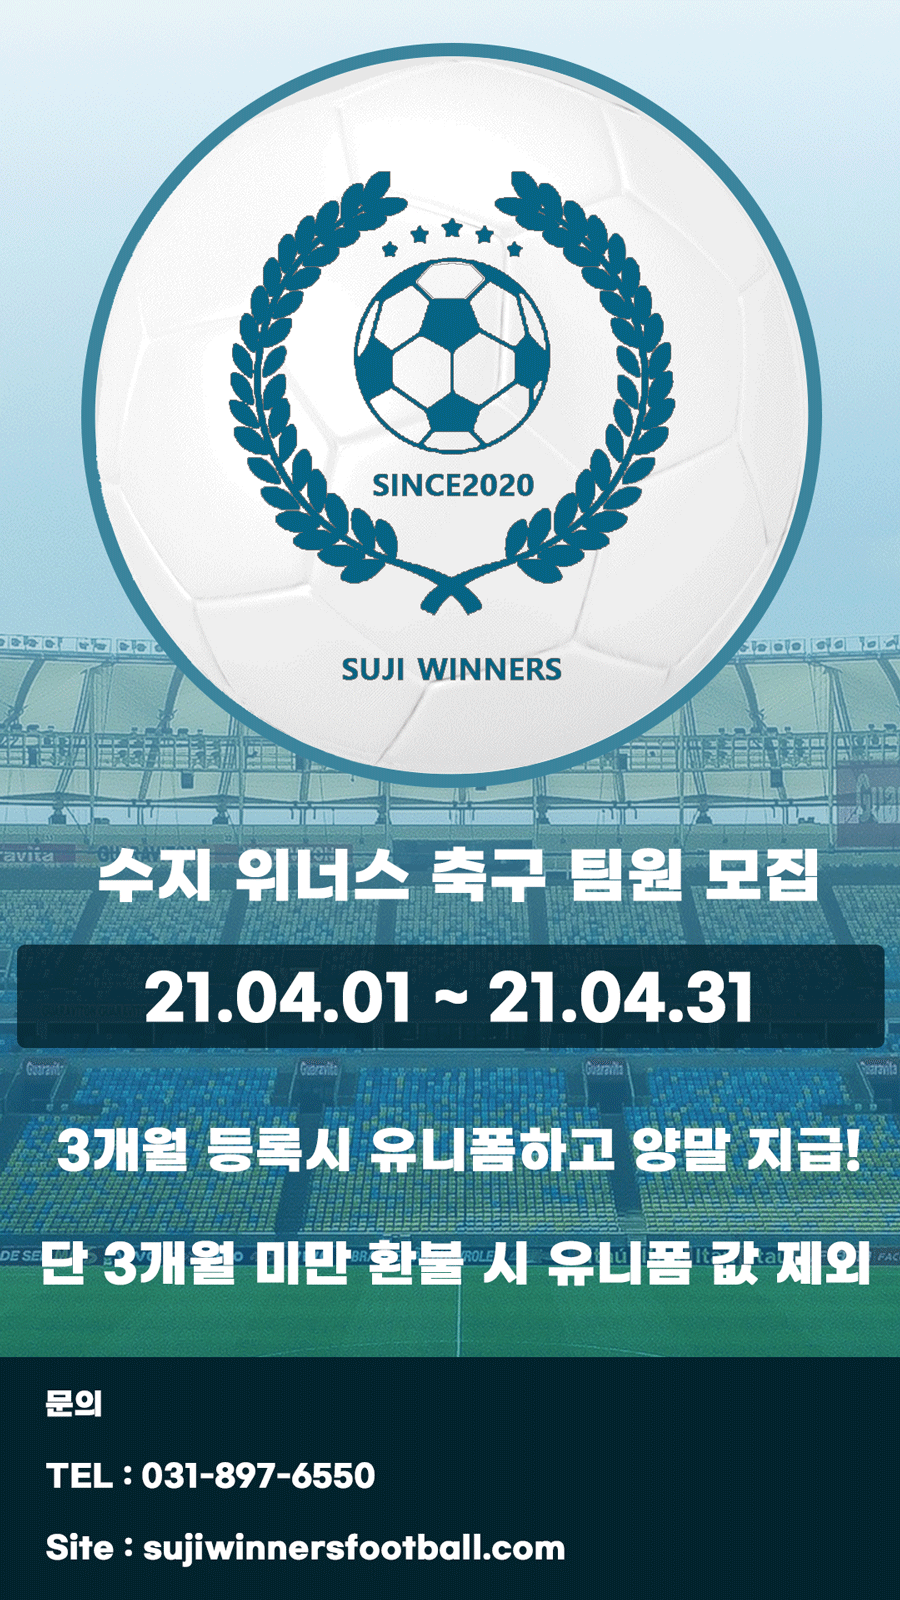 SINCE2020
SUJI WINNERS
수지 위너스 축구 팀원 모집
21.04.01 ~ 21.04.31
Guaravita
Guaravita
3개월 등록시 유니폼하고 양말 지급!
단 3개월 미만 환불 시 유니폼 값 제외
문의
TEL : 031-897-6550
Site : sujiwinnersfootball.com